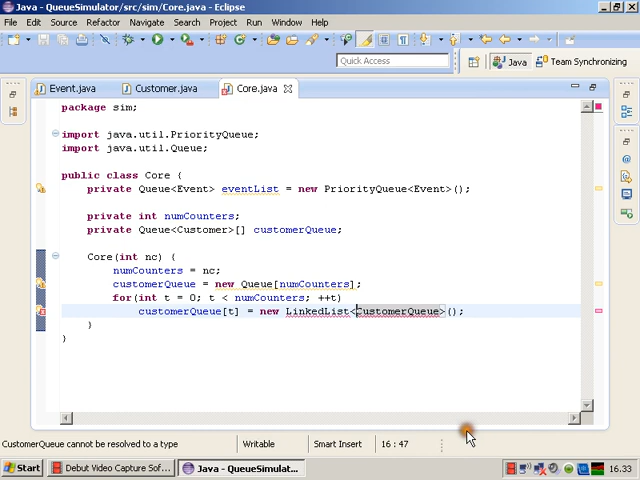 Java - QueueSimulator/src/sim/Core.java - Eclipse
File Edit Source Refactor Navigate Search Project Run Window Help
Quick Access
Java
Team Synchronizing
Event.java
Customer.java
Core.java
package sim;
import java.util.PriorityQueue;
import java.util.Queue;
public class Core {
private Queue<Event> eventList = new PriorityQueue<Event>();
private int numCounters;
private Queue<Customer>[] customerQueue;
Core(int nc) {
numCounters = nc;
customerQueue = new Queue[numCounters];
for(int t = 0; t < numCounters; ++t)
customerQueue[t] = new LinkedList<CustomerQueue>();
}
}
CustomerQueue cannot be resolved to a type
Writable
Smart Insert
16 : 47
Start
Debut Video Capture Sof...
Java - QueueSimulat...
16.33